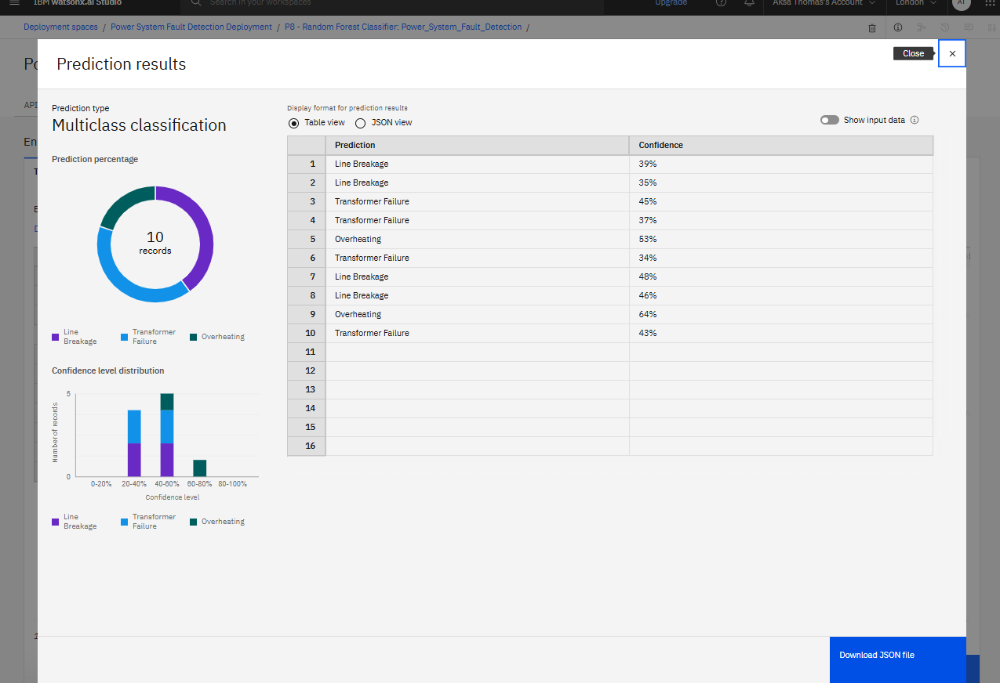 IBM watsonx.ai Studio
Search in your workspaces
Upgrade
Aksa Thomas's Account
London
AT
Deployment spaces / Power System Fault Detection Deployment / P8 - Random Forest Classifier: Power_System_Fault_Detection /
Prediction results
Close
API
Prediction type
Multiclass classification
Prediction percentage
10
records
Line Breakage
Transformer Failure
Overheating
Confidence level distribution
Number of records
5
0
0-20% 20-40% 40-60% 60-80% 80-100%
Confidence level
Line Breakage
Transformer Failure
Overheating
Display format for prediction results
Table view JSON view
Show input data
Prediction Confidence
1 Line Breakage 39%
2 Line Breakage 35%
3 Transformer Failure 45%
4 Transformer Failure 37%
5 Overheating 53%
6 Transformer Failure 34%
7 Line Breakage 48%
8 Line Breakage 46%
9 Overheating 64%
10 Transformer Failure 43%
11
12
13
14
15
16
Download JSON file